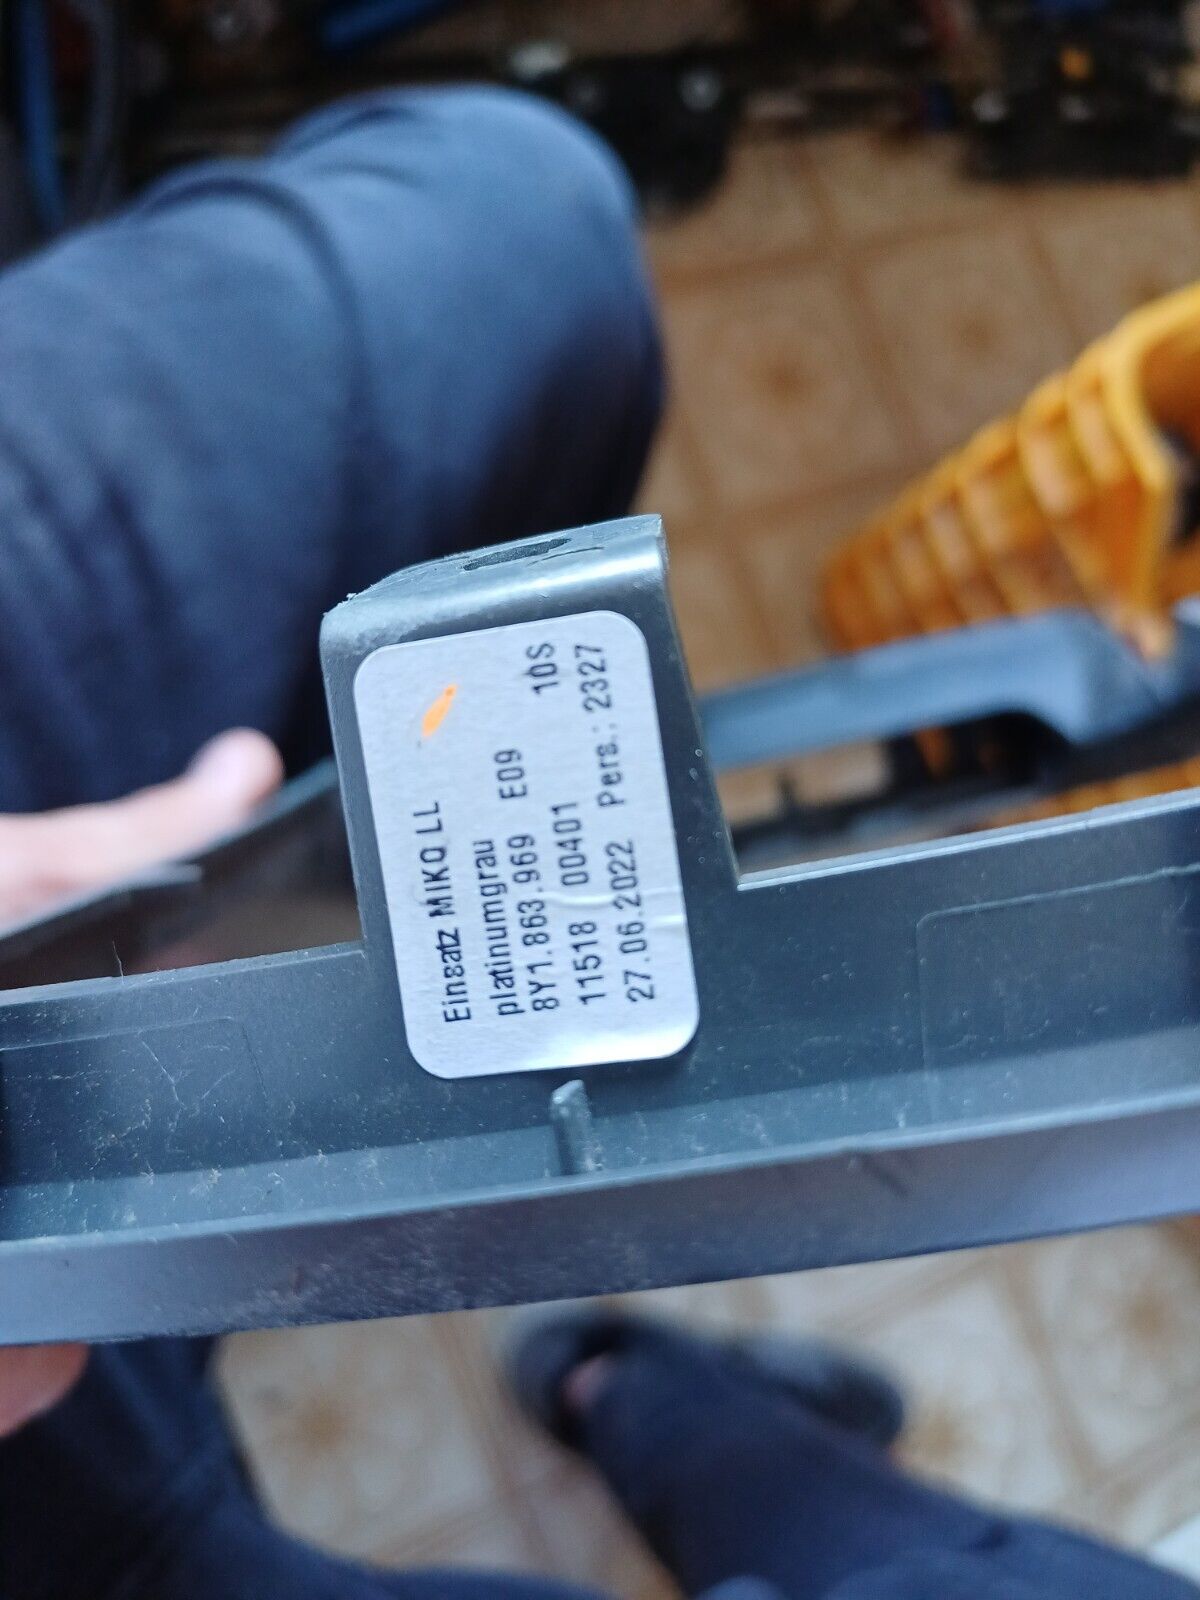 Einsatz MIKO LL
platinumgrau
8Y1.863.969 E09 10S
11518 00401
27.06.2022 Pers.: 2327